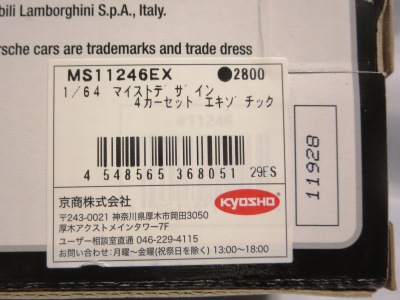 bili Lamborghini S.p.A., Italy.
rsche cars are trademarks and trade dress
MS11246EX ●2800
1/64 マイストデザイン
4カーセット エキゾチック
#11246
4 548565 368051 29ES
京商株式会社
KYOSHO
〒243-0021 神奈川県厚木市岡田3050
厚木アクストメインタワー7F
ユーザー相談室直通 046-229-4115
お問い合わせ:月曜~金曜(祝祭日を除く)13:00~18:00
11928